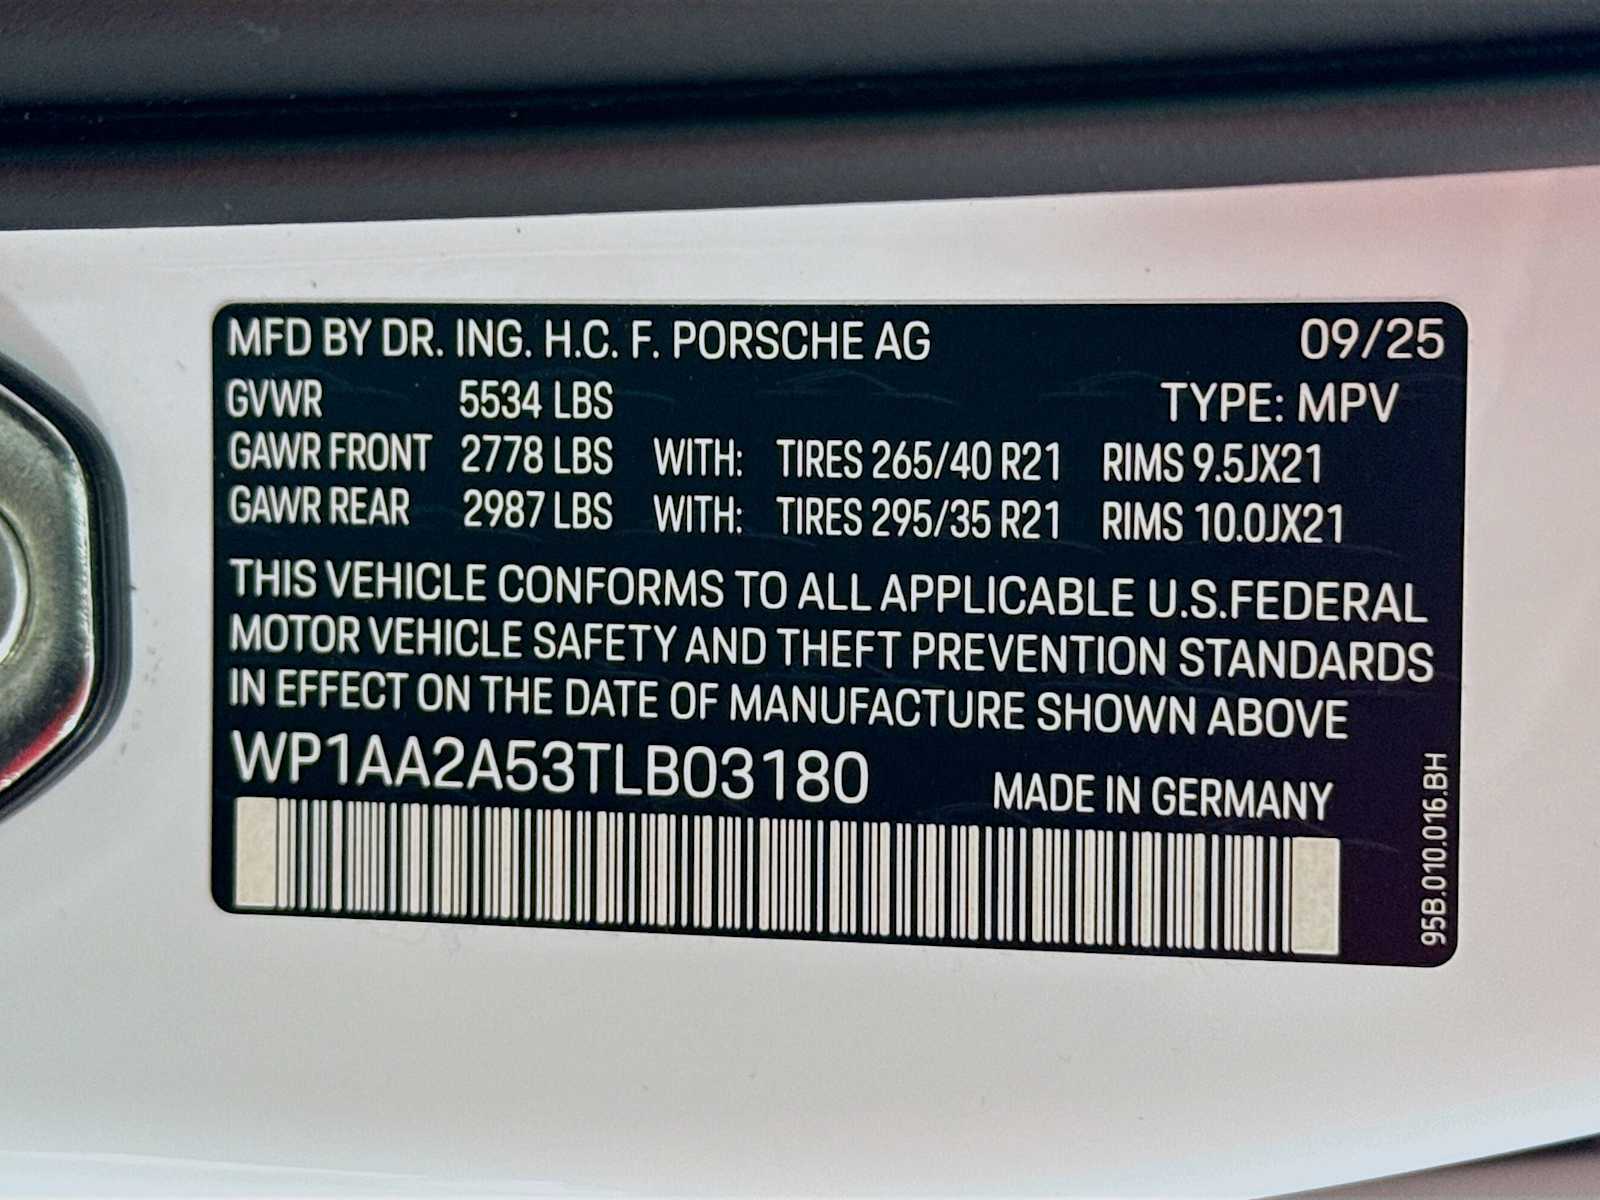 MFD BY DR. ING. H.C. F. PORSCHE AG 09/25
GVWR 5534 LBS TYPE: MPV
GAWR FRONT 2778 LBS WITH: TIRES 265/40 R21 RIMS 9.5JX21
GAWR REAR 2987 LBS WITH: TIRES 295/35 R21 RIMS 10.0JX21
THIS VEHICLE CONFORMS TO ALL APPLICABLE U.S.FEDERAL
MOTOR VEHICLE SAFETY AND THEFT PREVENTION STANDARDS
IN EFFECT ON THE DATE OF MANUFACTURE SHOWN ABOVE
WP1AA2A53TLB03180
MADE IN GERMANY
95B.010.016.BH